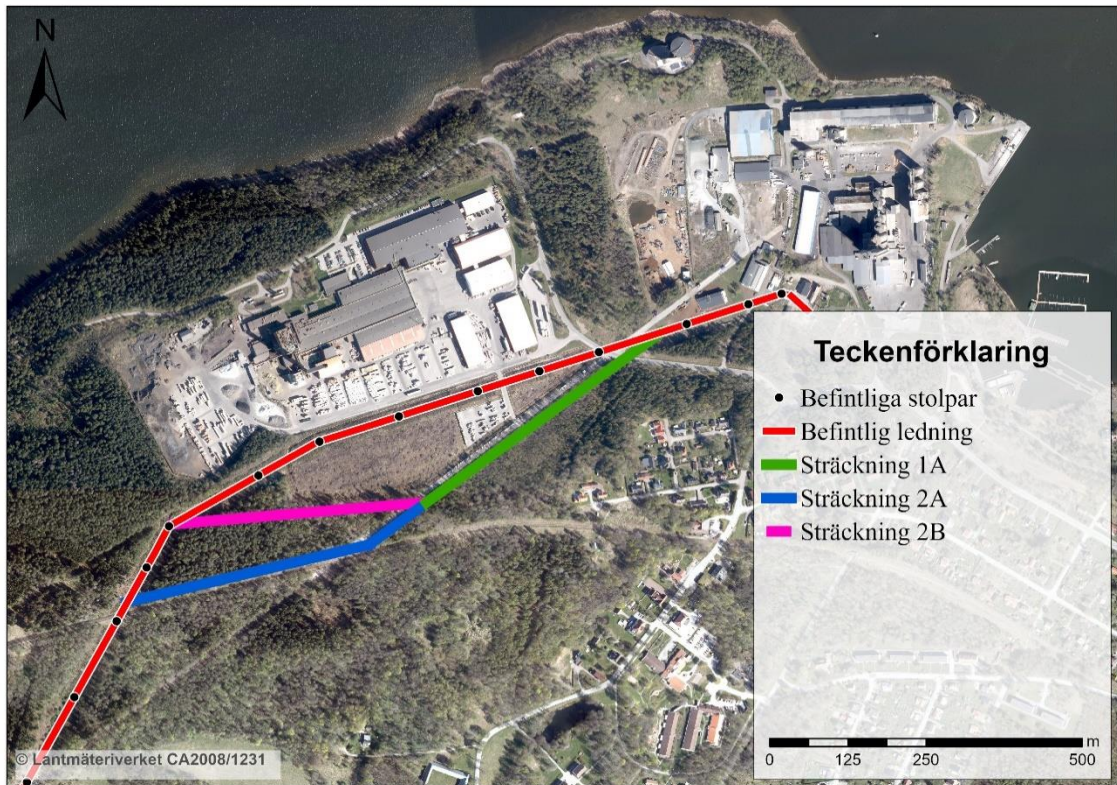 N
Teckenförklaring
Befintliga stolpar
Befintlig ledning
Sträckning 1A
Sträckning 2A
Sträckning 2B
m
0 125 250 500
© Lantmäteriverket CA2008/1231